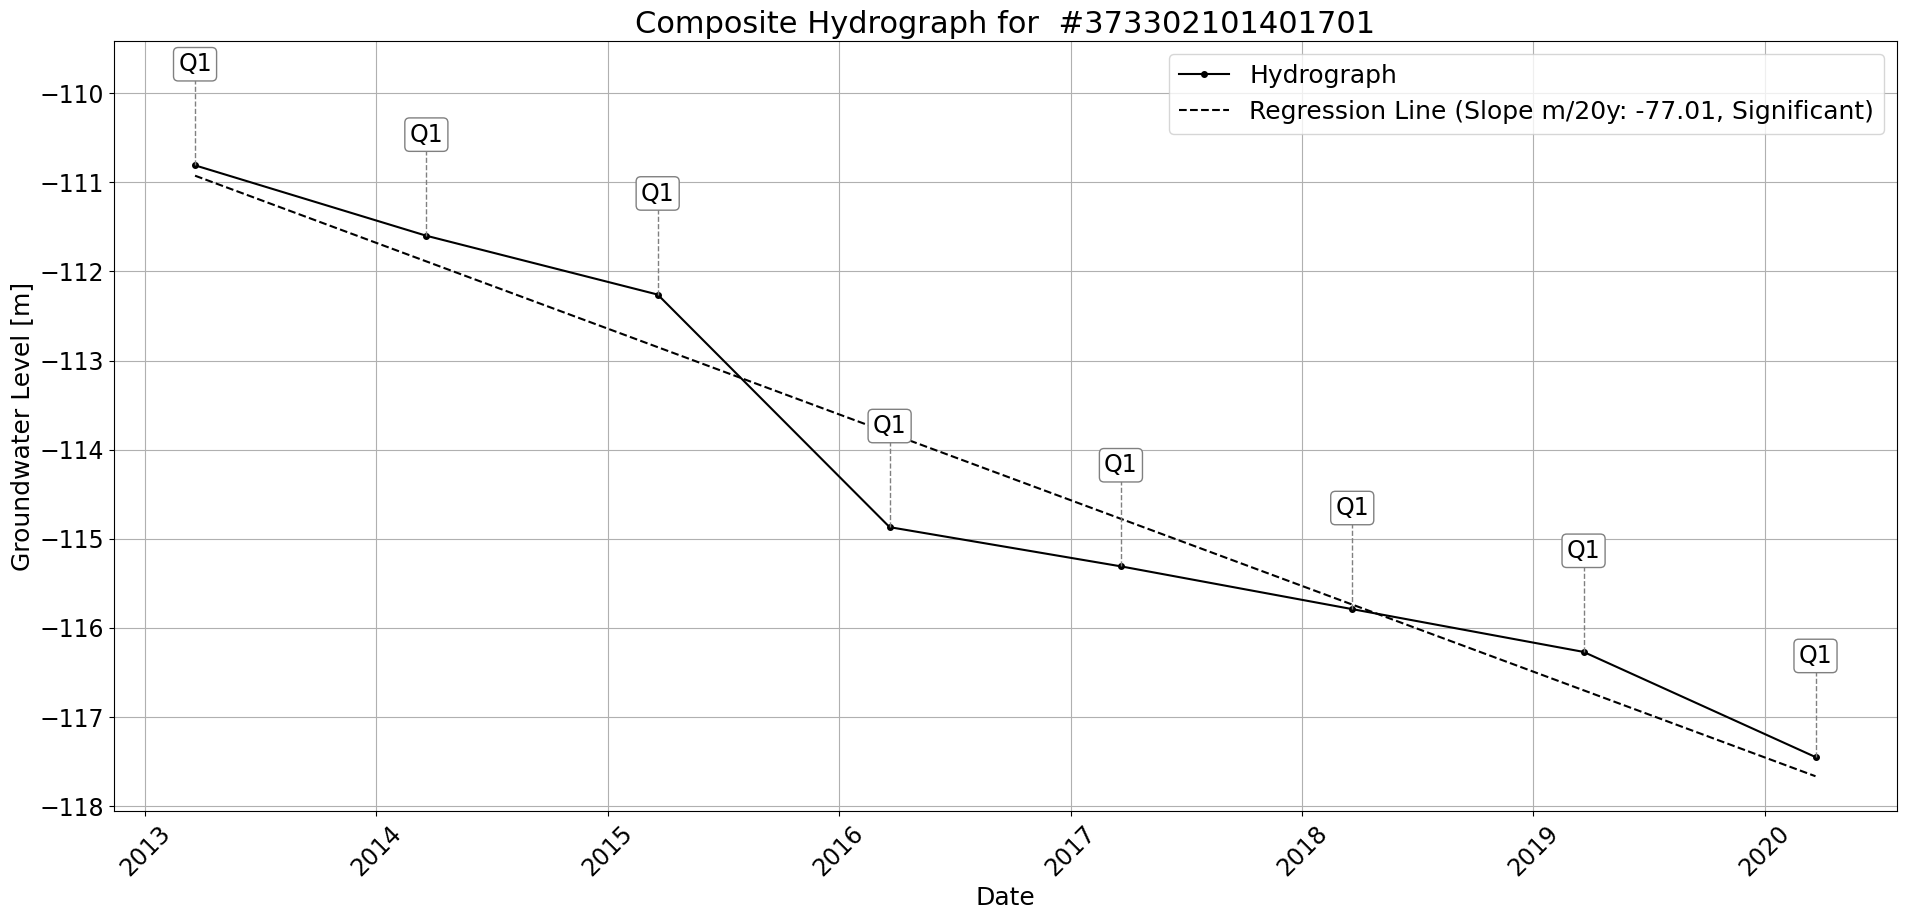 Composite Hydrograph for  #373302101401701
Hydrograph
Regression Line (Slope m/20y: -77.01, Significant)
Q1
Q1
Q1
Q1
Q1
Q1
Q1
Q1
Groundwater Level [m]
−110
−111
−112
−113
−114
−115
−116
−117
−118
2013
2014
2015
2016
2017
2018
2019
2020
Date